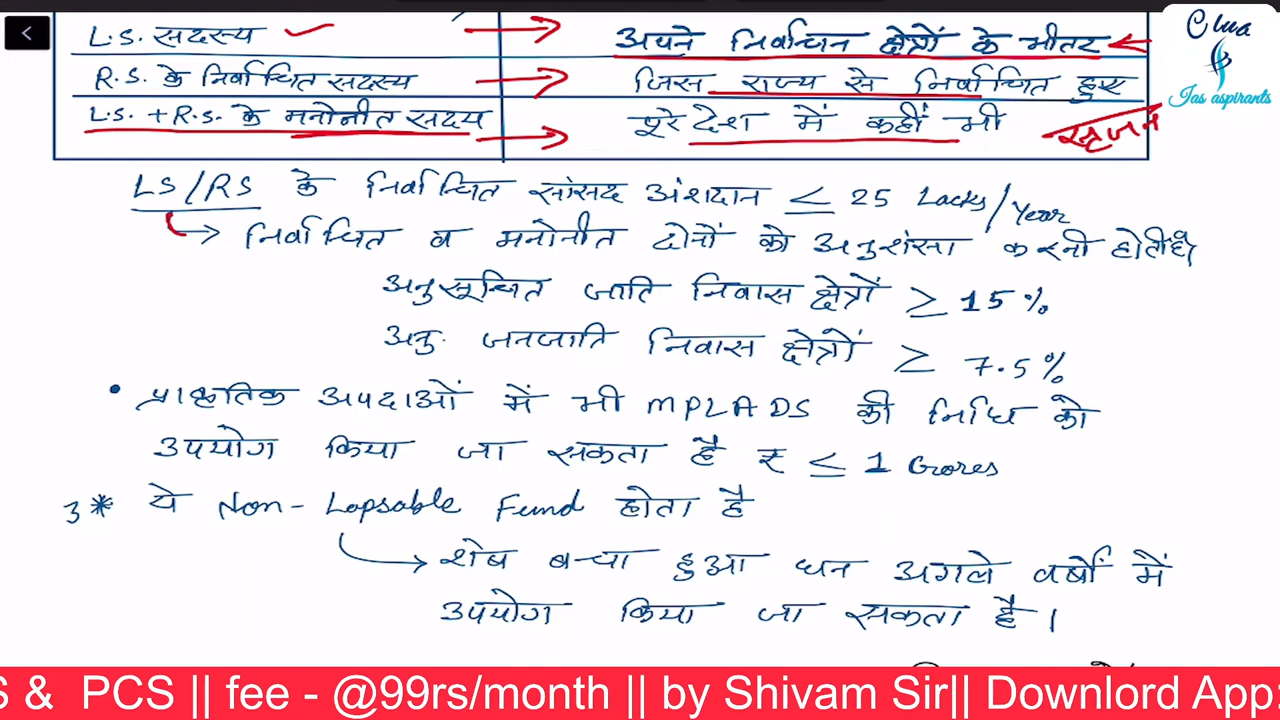 L.S. सदस्य ✓ → अपने निर्वाचन क्षेत्रों के भीतर ←
R.S. के निर्वाचित सदस्य → जिस राज्य से निर्वाचित हुए
L.S. + R.S. के मनोनीत सदस्य → पूरे देश में कहीं भी
LS/RS के निर्वाचित सांसद अंशदान ≤ 25 Lacks/Year
→ निर्वाचित व मनोनीत दोनों को अनुशंसा करनी होती है
अनुसूचित जाति निवास क्षेत्रों ≥ 15 %
अनु. जनजाति निवास क्षेत्रों ≥ 7.5%
• प्राकृतिक अपदाओं में भी MPLADS की निधि को
उपयोग किया जा सकता है ₹ ≤ 1 Crores
3* ये Non-Lapsable Fund होता है
→ शेष बचा हुआ धन अगले वर्षों में
उपयोग किया जा सकता है।
Clua
Ias aspirants
S & PCS || fee - @99rs/month || by Shivam Sir|| Downlord App: